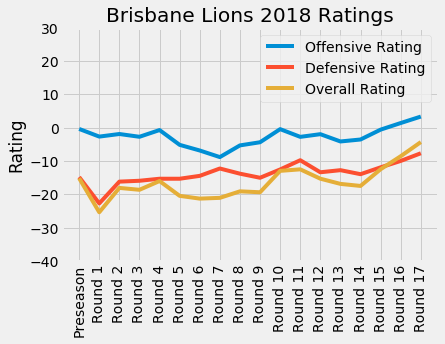 Brisbane Lions 2018 Ratings
Offensive Rating
Defensive Rating
Overall Rating
Rating
30
20
10
0
−10
−20
−30
−40
Preseason
Round 1
Round 2
Round 3
Round 4
Round 5
Round 6
Round 7
Round 8
Round 9
Round 10
Round 11
Round 12
Round 13
Round 14
Round 15
Round 16
Round 17